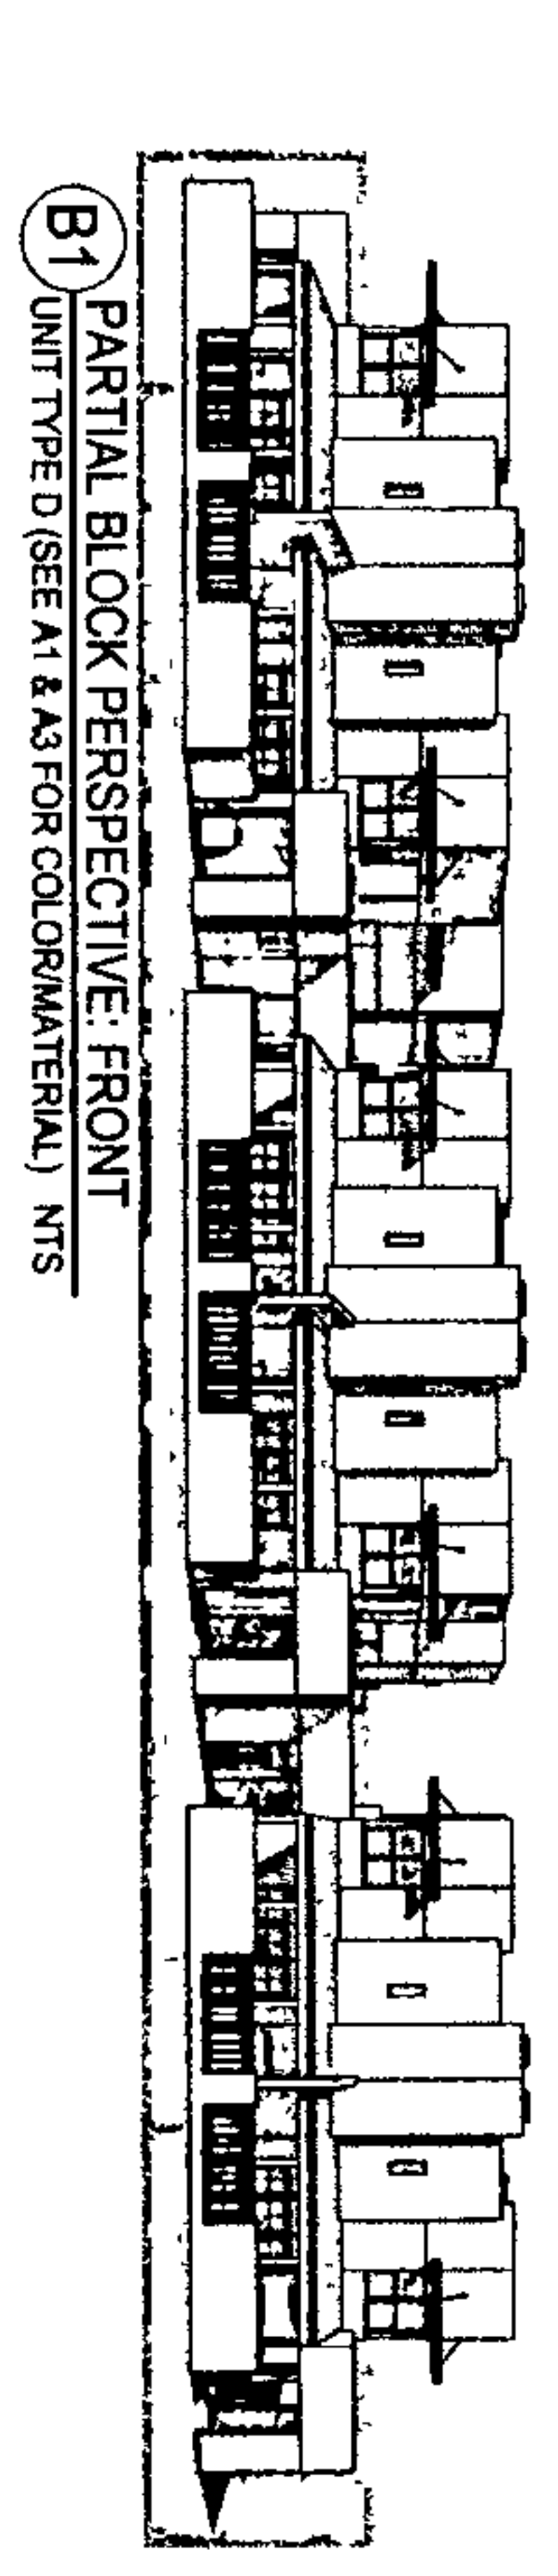 B1
PARTIAL BLOCK PERSPECTIVE: FRONT
UNIT TYPE D (SEE A1 & A3 FOR COLOR/MATERIAL) NTS